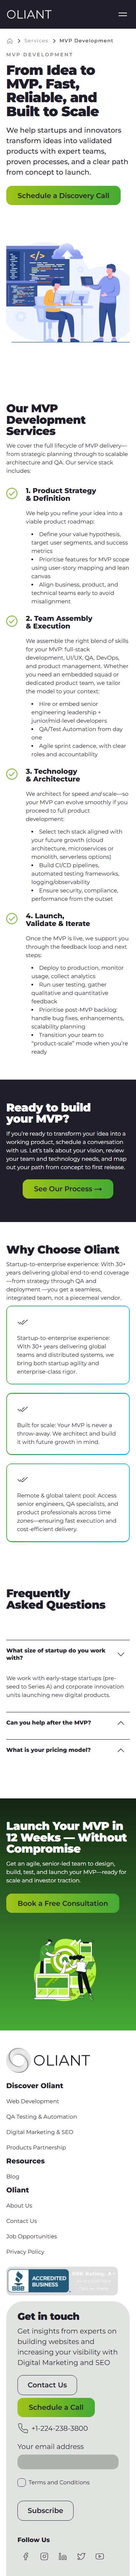 OLIANT
Services > MVP Development
MVP DEVELOPMENT
From Idea to
MVP. Fast,
Reliable, and
Built to Scale
We help startups and innovators
transform ideas into validated
products with expert teams,
proven processes, and a clear path
from concept to launch.
Schedule a Discovery Call
Our MVP
Development
Services
We cover the full lifecycle of MVP delivery—
from strategic planning through to scalable
architecture and QA. Our service stack
includes:
1. Product Strategy
& Definition
We help you refine your idea into a
viable product roadmap:
• Define your value hypothesis,
target user segments, and success
metrics
• Prioritise features for MVP scope
using user-story mapping and lean
canvas
• Align business, product, and
technical teams early to avoid
misalignment
2. Team Assembly
& Execution
We assemble the right blend of skills
for your MVP: full-stack
development, UI/UX, QA, DevOps,
and product management. Whether
you need an embedded squad or
dedicated product team, we tailor
the model to your context:
• Hire or embed senior
engineering leadership +
junior/mid-level developers
• QA/Test Automation from day
one
• Agile sprint cadence, with clear
roles and accountability
3. Technology
& Architecture
We architect for speed and scale—so
your MVP can evolve smoothly if not
proceed to full product
development:
• Select tech stack aligned with
your future growth (cloud
architecture, microservices or
monolith, serverless options)
• Build CI/CD pipelines,
automated testing frameworks,
logging/observability
• Ensure security, compliance,
performance from the outset
4. Launch,
Validate & Iterate
Once the MVP is live, we support you
through the feedback loop and next
steps:
• Deploy to production, monitor
usage, collect analytics
• Run user testing, gather
qualitative and quantitative
feedback
• Prioritise post-MVP backlog:
handle bug fixes, enhancements,
scalability planning
• Transition your team to
"product-scale" mode when you're
ready
Ready to build
your MVP?
If you're ready to transform your idea into a
working product, schedule a conversation
with us. Let's talk about your vision, review
your team and technology needs, and map
out your path from concept to first release.
See Our Process →
Why Choose Oliant
Startup-to-enterprise experience: With 30+
years delivering global end-to-end coverage
—from strategy through QA and
deployment —you get a seamless,
integrated team, not a piecemeal vendor.
Startup-to-enterprise experience:
With 30+ years delivering global
teams and distributed systems, we
bring both startup agility and
enterprise-class rigor.
Built for scale: Your MVP is never a
throw-away. We architect and build
it with future growth in mind.
Remote & global talent pool: Access
senior engineers, QA specialists, and
product professionals across time
zones—ensuring fast execution and
cost-efficient delivery.
Frequently
Asked Questions
What size of startup do you work
with?
We work with early-stage startups (pre-
seed to Series A) and corporate innovation
units launching new digital products.
Can you help after the MVP?
What is your pricing model?
Launch Your MVP in
12 Weeks — Without
Compromise
Get an agile, senior-led team to design,
build, test, and launch your MVP—ready for
scale and investor traction.
Book a Free Consultation
OLIANT
Discover Oliant
Web Development
QA Testing & Automation
Digital Marketing & SEO
Products Partnership
Resources
Blog
Oliant
About Us
Contact Us
Job Opportunities
Privacy Policy
BBB
ACCREDITED
BUSINESS
BBB Rating: A+
Get in touch
Get insights from experts on
building websites and
increasing your visibility with
Digital Marketing and SEO
Contact Us
Schedule a Call
+1-224-238-3800
Your email address
Terms and Conditions
Subscribe
Follow Us